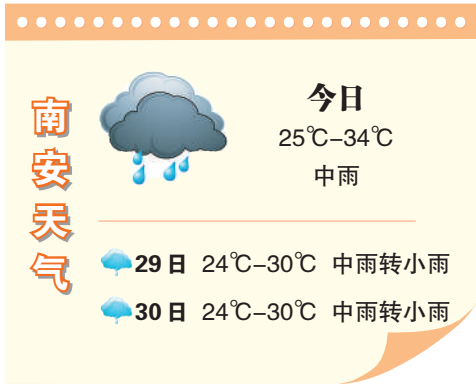 南安天气
今日
25℃-34℃
中雨
29日 24℃-30℃ 中雨转小雨
30日 24℃-30℃ 中雨转小雨